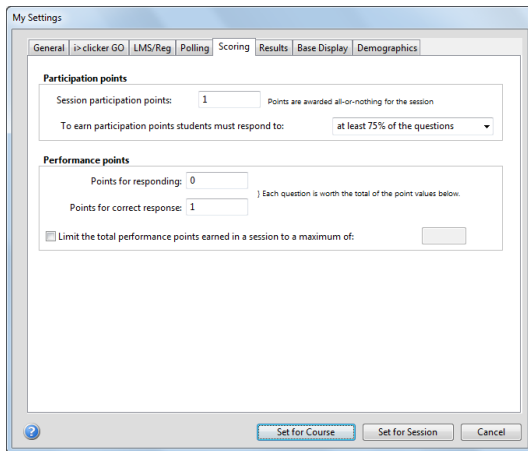 My Settings
General i>clicker GO LMS/Reg Polling Scoring Results Base Display Demographics
Participation points
Session participation points: 1 Points are awarded all-or-nothing for the session
To earn participation points students must respond to: at least 75% of the questions
Performance points
Points for responding: 0
} Each question is worth the total of the point values below.
Points for correct response: 1
Limit the total performance points earned in a session to a maximum of:
? Set for Course Set for Session Cancel